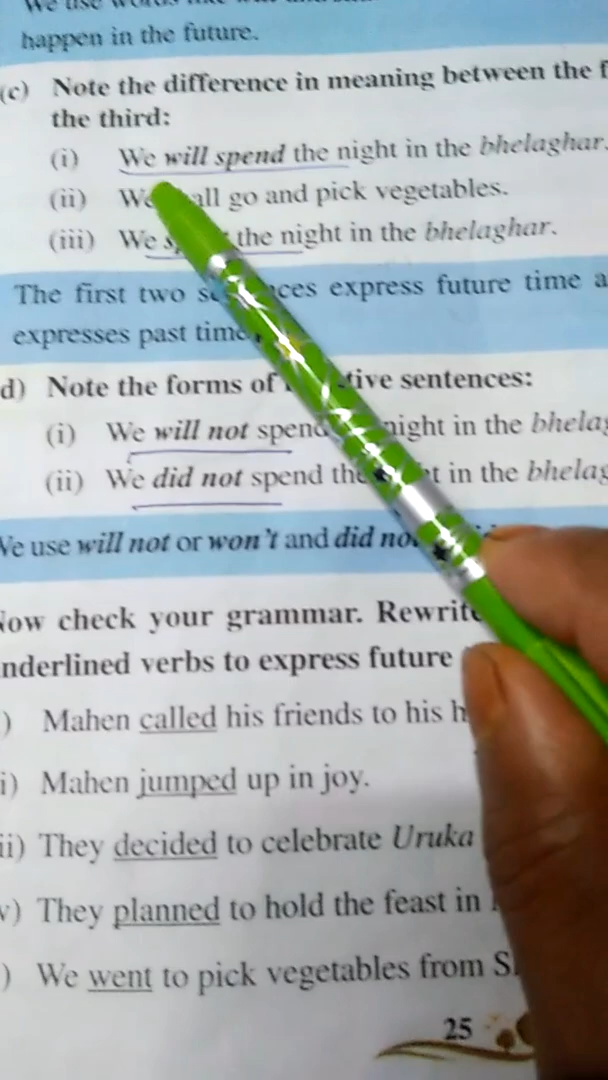 We use words
happen in the future.
(c) Note the difference in meaning between the
the third:
(i) We will spend the night in the bhelaghar.
(ii) We all go and pick vegetables.
(iii) We the night in the bhelaghar.
The first two express future time
expresses past time
d) Note the forms of tive sentences:
(i) We will not spend night in the bhelag
(ii) We did not spend the in the bhelag
We use will not or won't and did no
Now check your grammar. Rewrite
nderlined verbs to express future
) Mahen called his friends to his h
i) Mahen jumped up in joy.
ii) They decided to celebrate Uruka
v) They planned to hold the feast in
) We went to pick vegetables from S
25